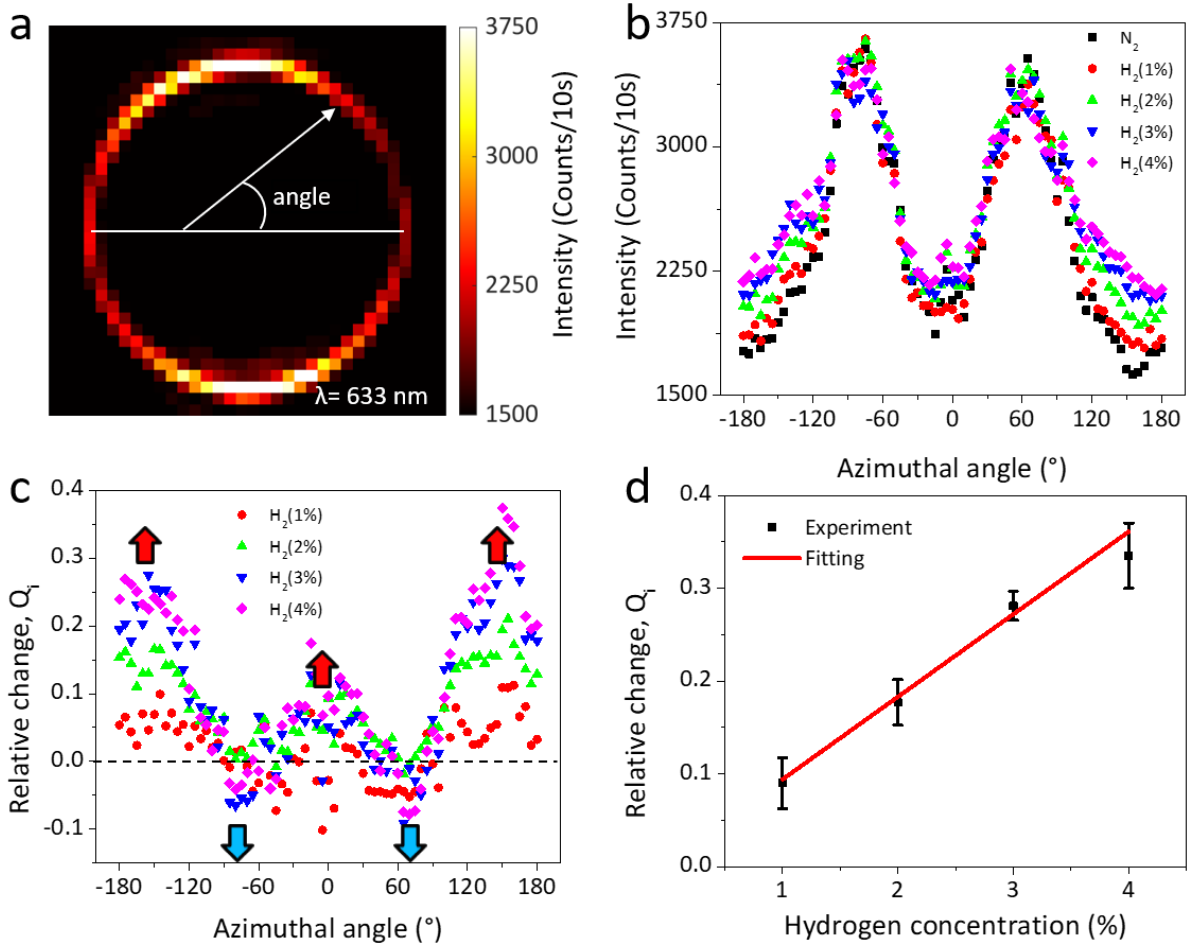 a
angle
λ= 633 nm
3750
3000
2250
1500
Intensity (Counts/10s)
b
3750
3000
2250
1500
Intensity (Counts/10s)
N₂
H₂(1%)
H₂(2%)
H₂(3%)
H₂(4%)
-180 -120 -60 0 60 120 180
Azimuthal angle (°)
c
0.4
0.3
0.2
0.1
0.0
-0.1
Relative change, Qᵢ
H₂(1%)
H₂(2%)
H₂(3%)
H₂(4%)
-180 -120 -60 0 60 120 180
Azimuthal angle (°)
d
0.4
0.3
0.2
0.1
0.0
Relative change, Qᵢ
Experiment
Fitting
1 2 3 4
Hydrogen concentration (%)